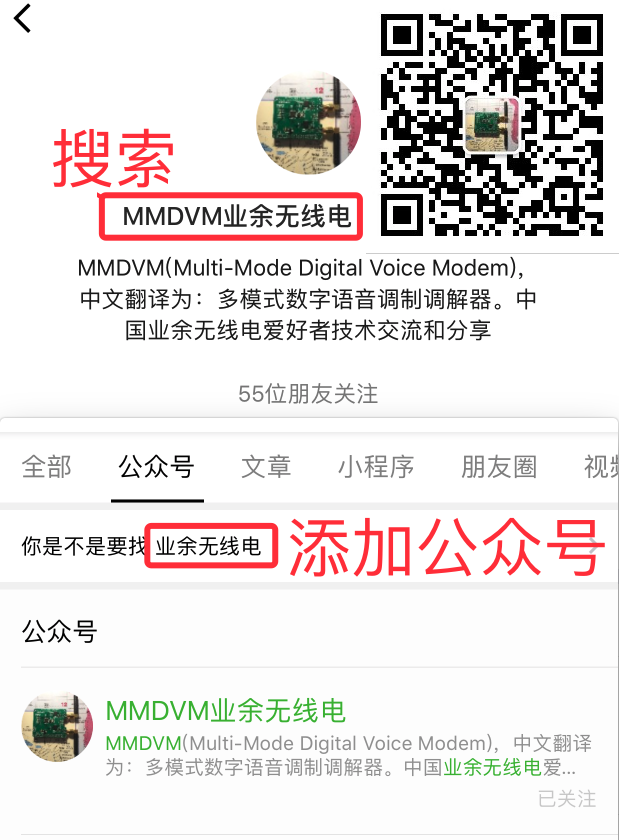 搜索
MMDVM业余无线电
MMDVM(Multi-Mode Digital Voice Modem),
中文翻译为：多模式数字语音调制调解器。中
国业余无线电爱好者技术交流和分享
55位朋友关注
全部 公众号 文章 小程序 朋友圈 视频
你是不是要找 业余无线电
添加公众号
公众号
MMDVM业余无线电
MMDVM(Multi-Mode Digital Voice Modem)，中文翻译
为：多模式数字语音调制调解器。中国业余无线电爱...
已关注